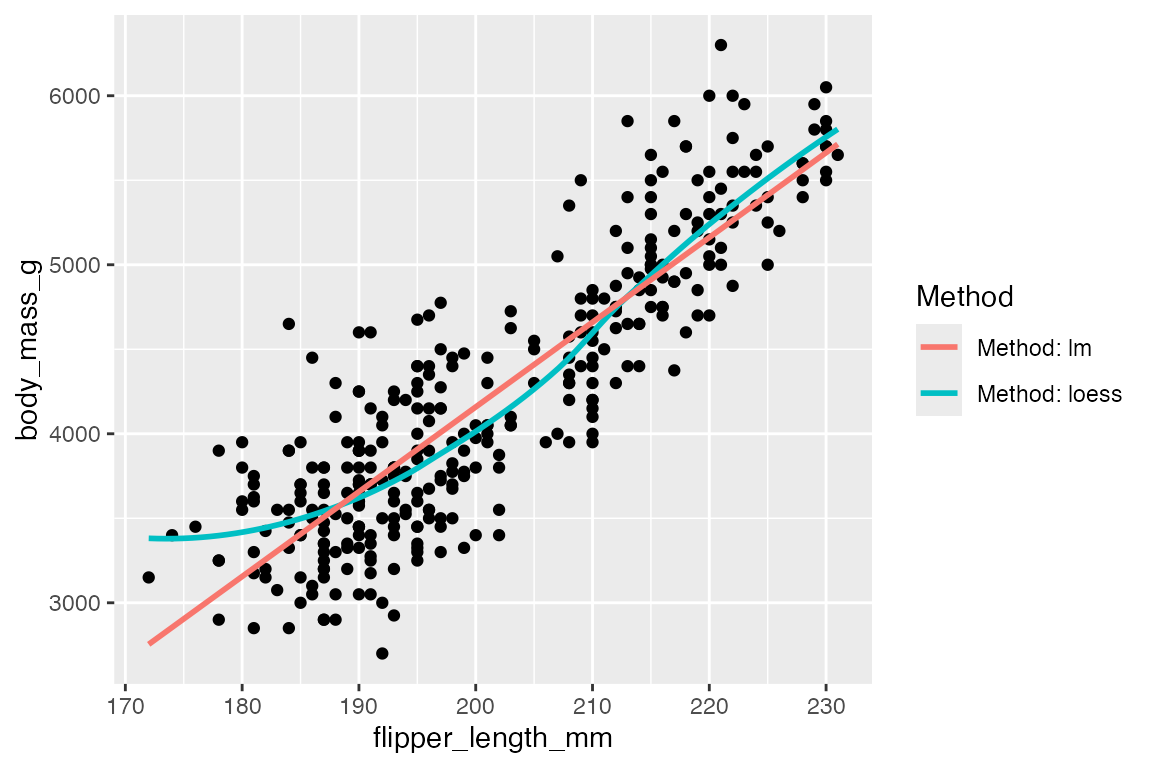 6000
5000
4000
3000
body_mass_g
170 180 190 200 210 220 230
flipper_length_mm
Method
Method: lm
Method: loess